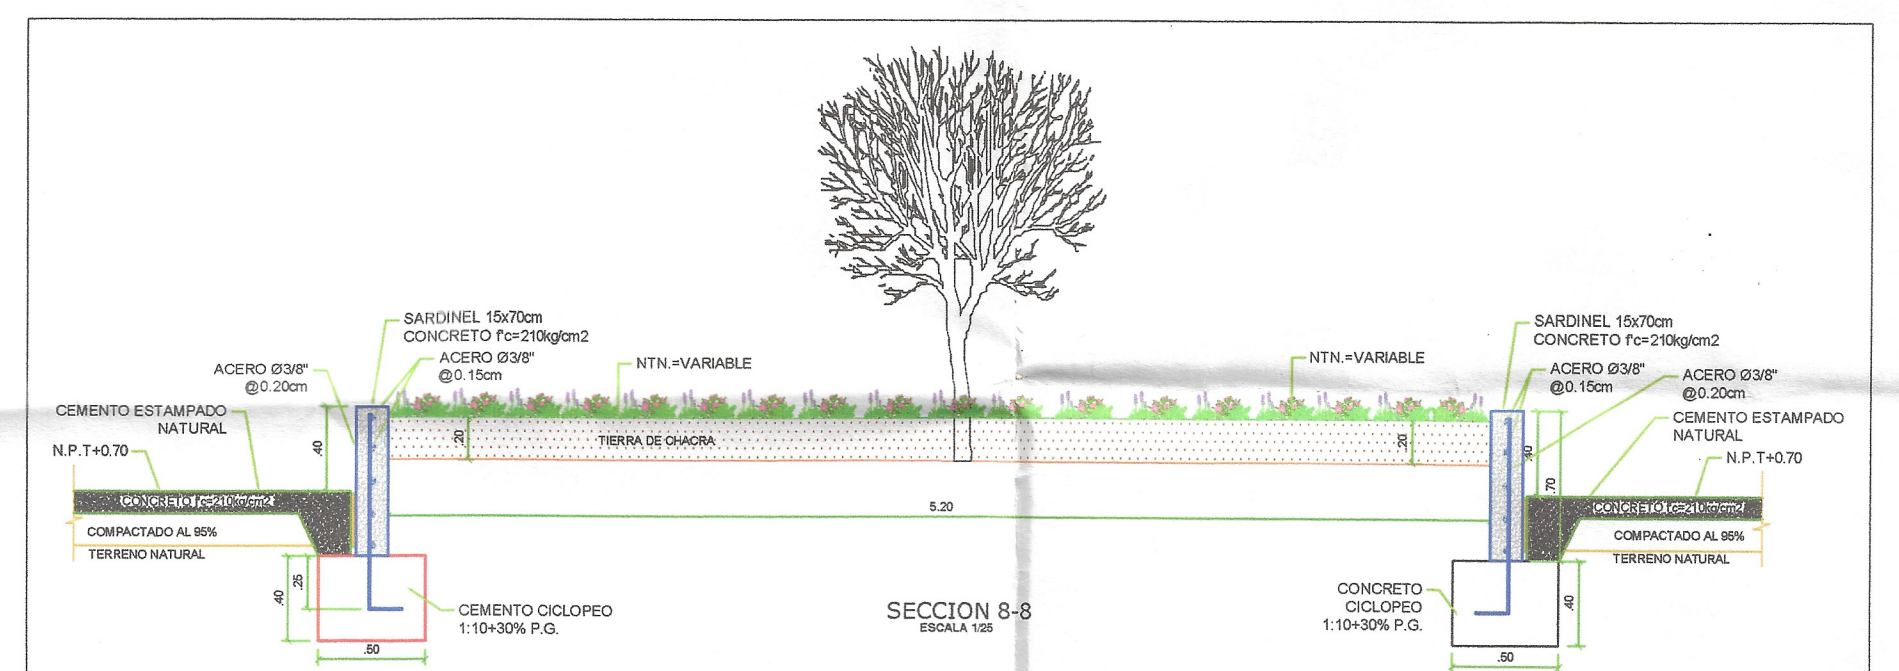 SARDINEL 15x70cm
CONCRETO f'c=210kg/cm2
ACERO Ø3/8"
@0.15cm
ACERO Ø3/8"
@0.20cm
CEMENTO ESTAMPADO
NATURAL
N.P.T+0.70
NTN.=VARIABLE
.40
.20
TIERRA DE CHACRA
CONCRETO f'c=210kg/cm2
COMPACTADO AL 95%
TERRENO NATURAL
5.20
.40
.25
.50
CEMENTO CICLOPEO
1:10+30% P.G.
SECCION 8-8
ESCALA 1/25
NTN.=VARIABLE
SARDINEL 15x70cm
CONCRETO f'c=210kg/cm2
ACERO Ø3/8"
@0.15cm
ACERO Ø3/8"
@0.20cm
CEMENTO ESTAMPADO
NATURAL
N.P.T+0.70
.20
.40
.70
CONCRETO f'c=210kg/cm2
COMPACTADO AL 95%
TERRENO NATURAL
CONCRETO
CICLOPEO
1:10+30% P.G.
.40
.50